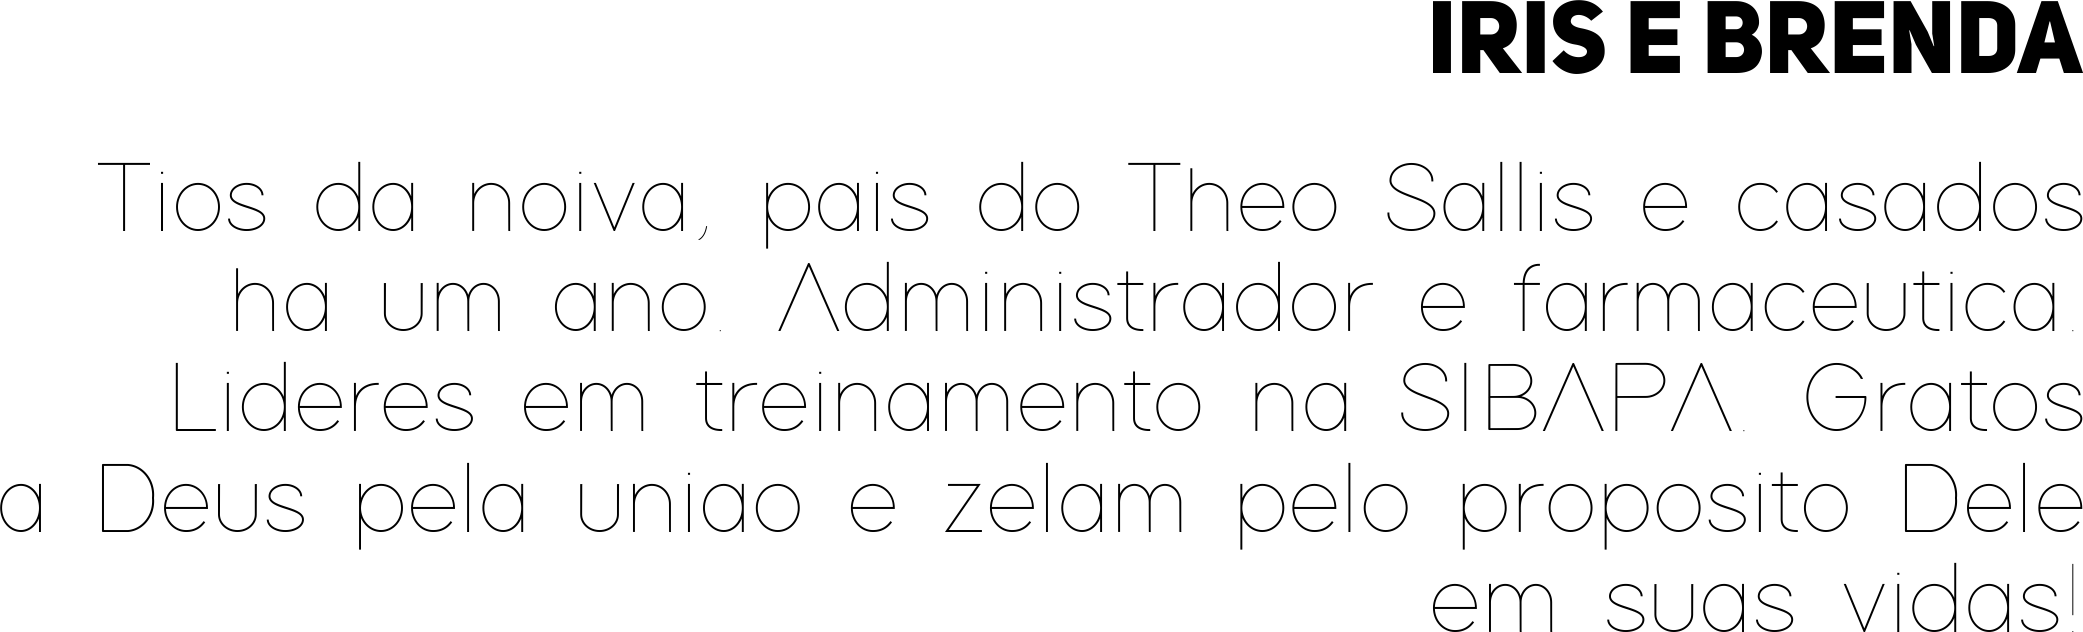 IRIS E BRENDA
Tios da noiva, pais do Theo Sallis e casados
ha um ano. Administrador e farmaceutica.
Lideres em treinamento na SIBAPA. Gratos
a Deus pela uniao e zelam pelo proposito Dele
em suas vidas!